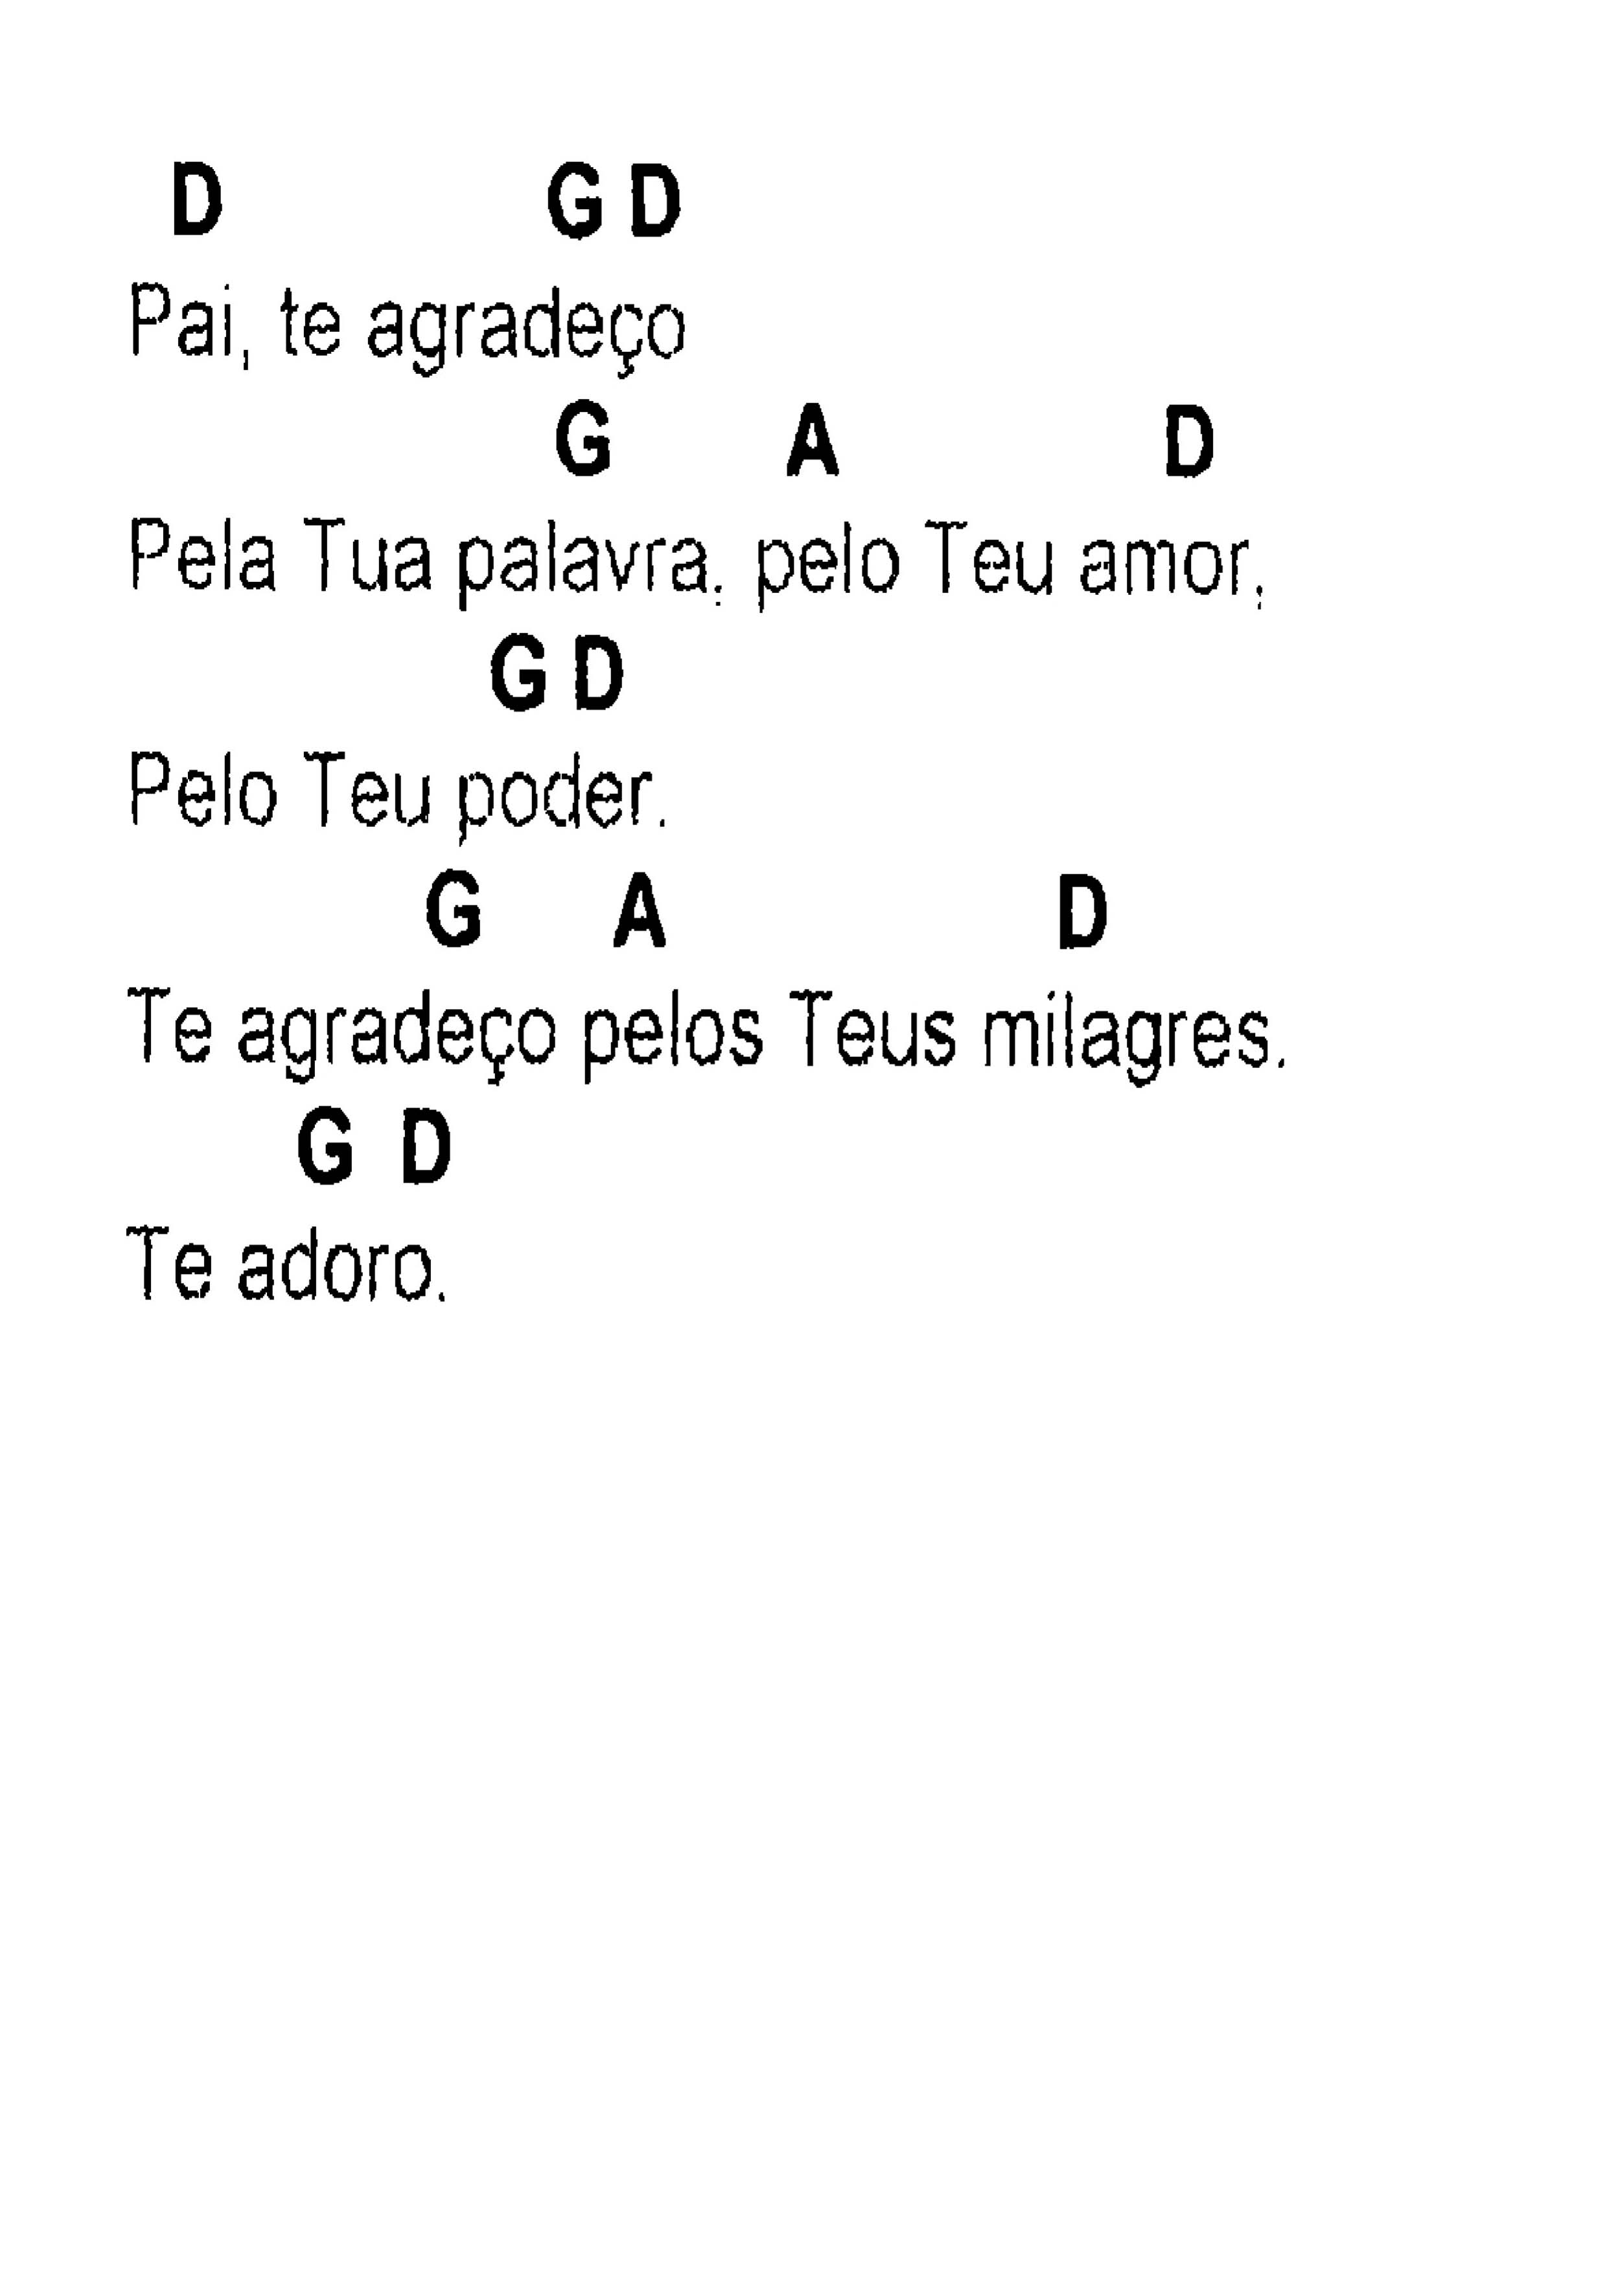 D G D
Pai, te agradeço
G A D
Pela Tua palavra, pelo Teu amor,
G D
Pelo Teu poder.
G A D
Te agradeço pelos Teus milagres.
G D
Te adoro.